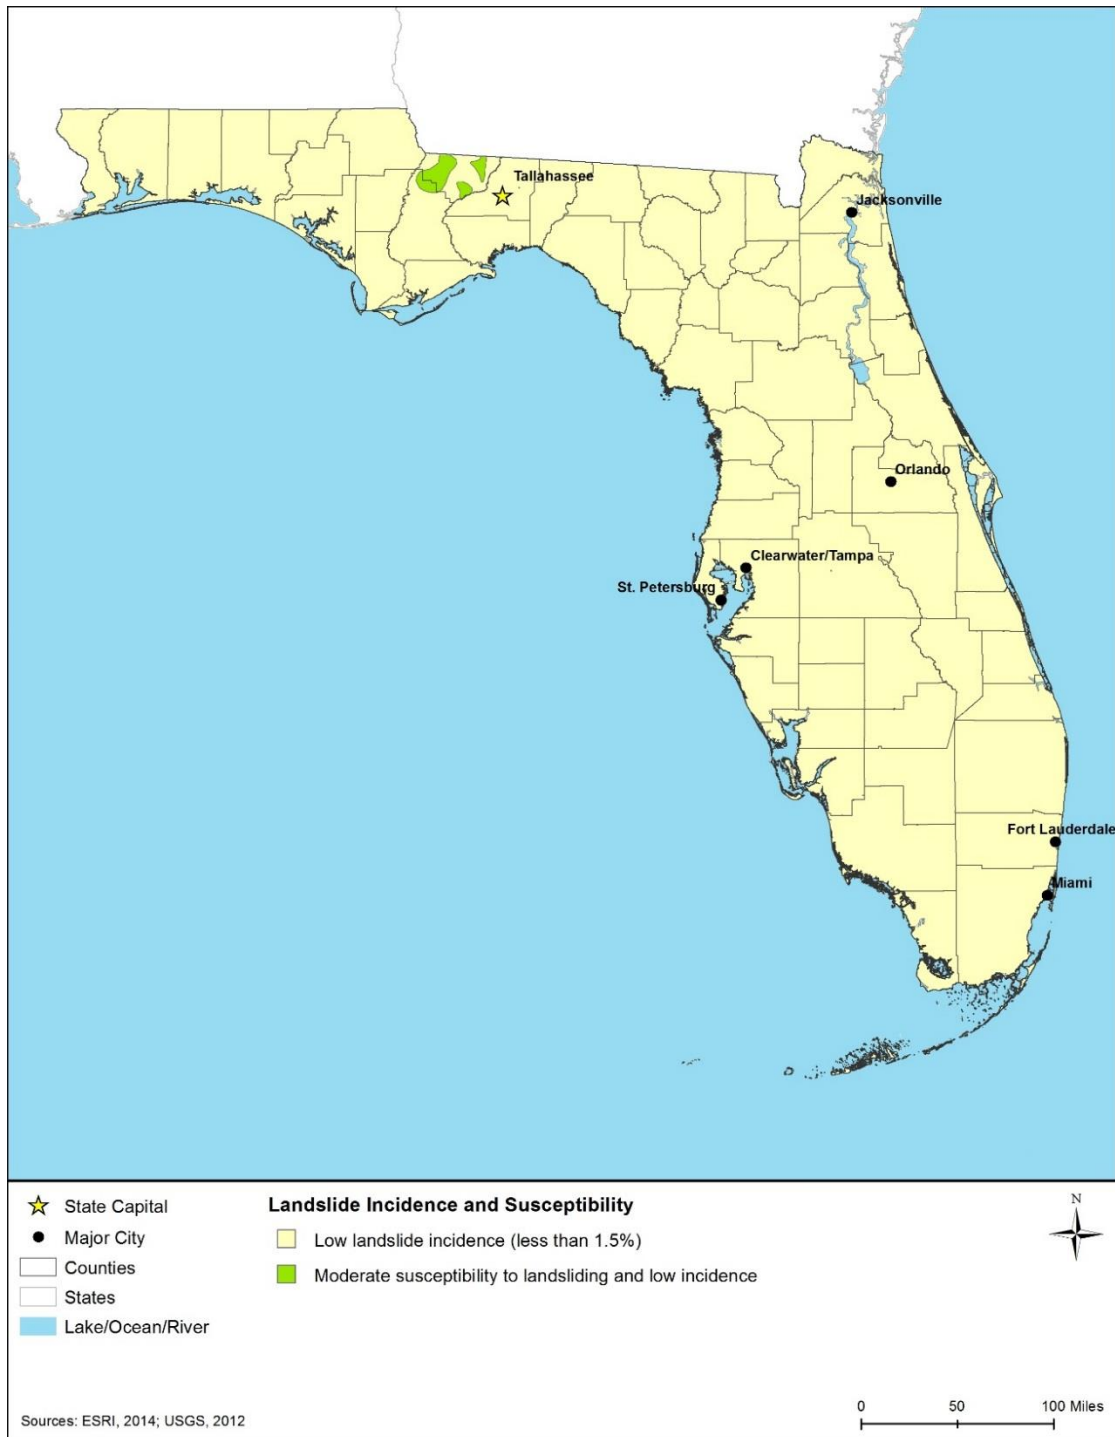 Tallahassee
Jacksonville
Orlando
Clearwater/Tampa
St. Petersburg
Fort Lauderdale
Miami
State Capital
Major City
Counties
States
Lake/Ocean/River
Landslide Incidence and Susceptibility
Low landslide incidence (less than 1.5%)
Moderate susceptibility to landsliding and low incidence
N
Sources: ESRI, 2014; USGS, 2012
0 50 100 Miles